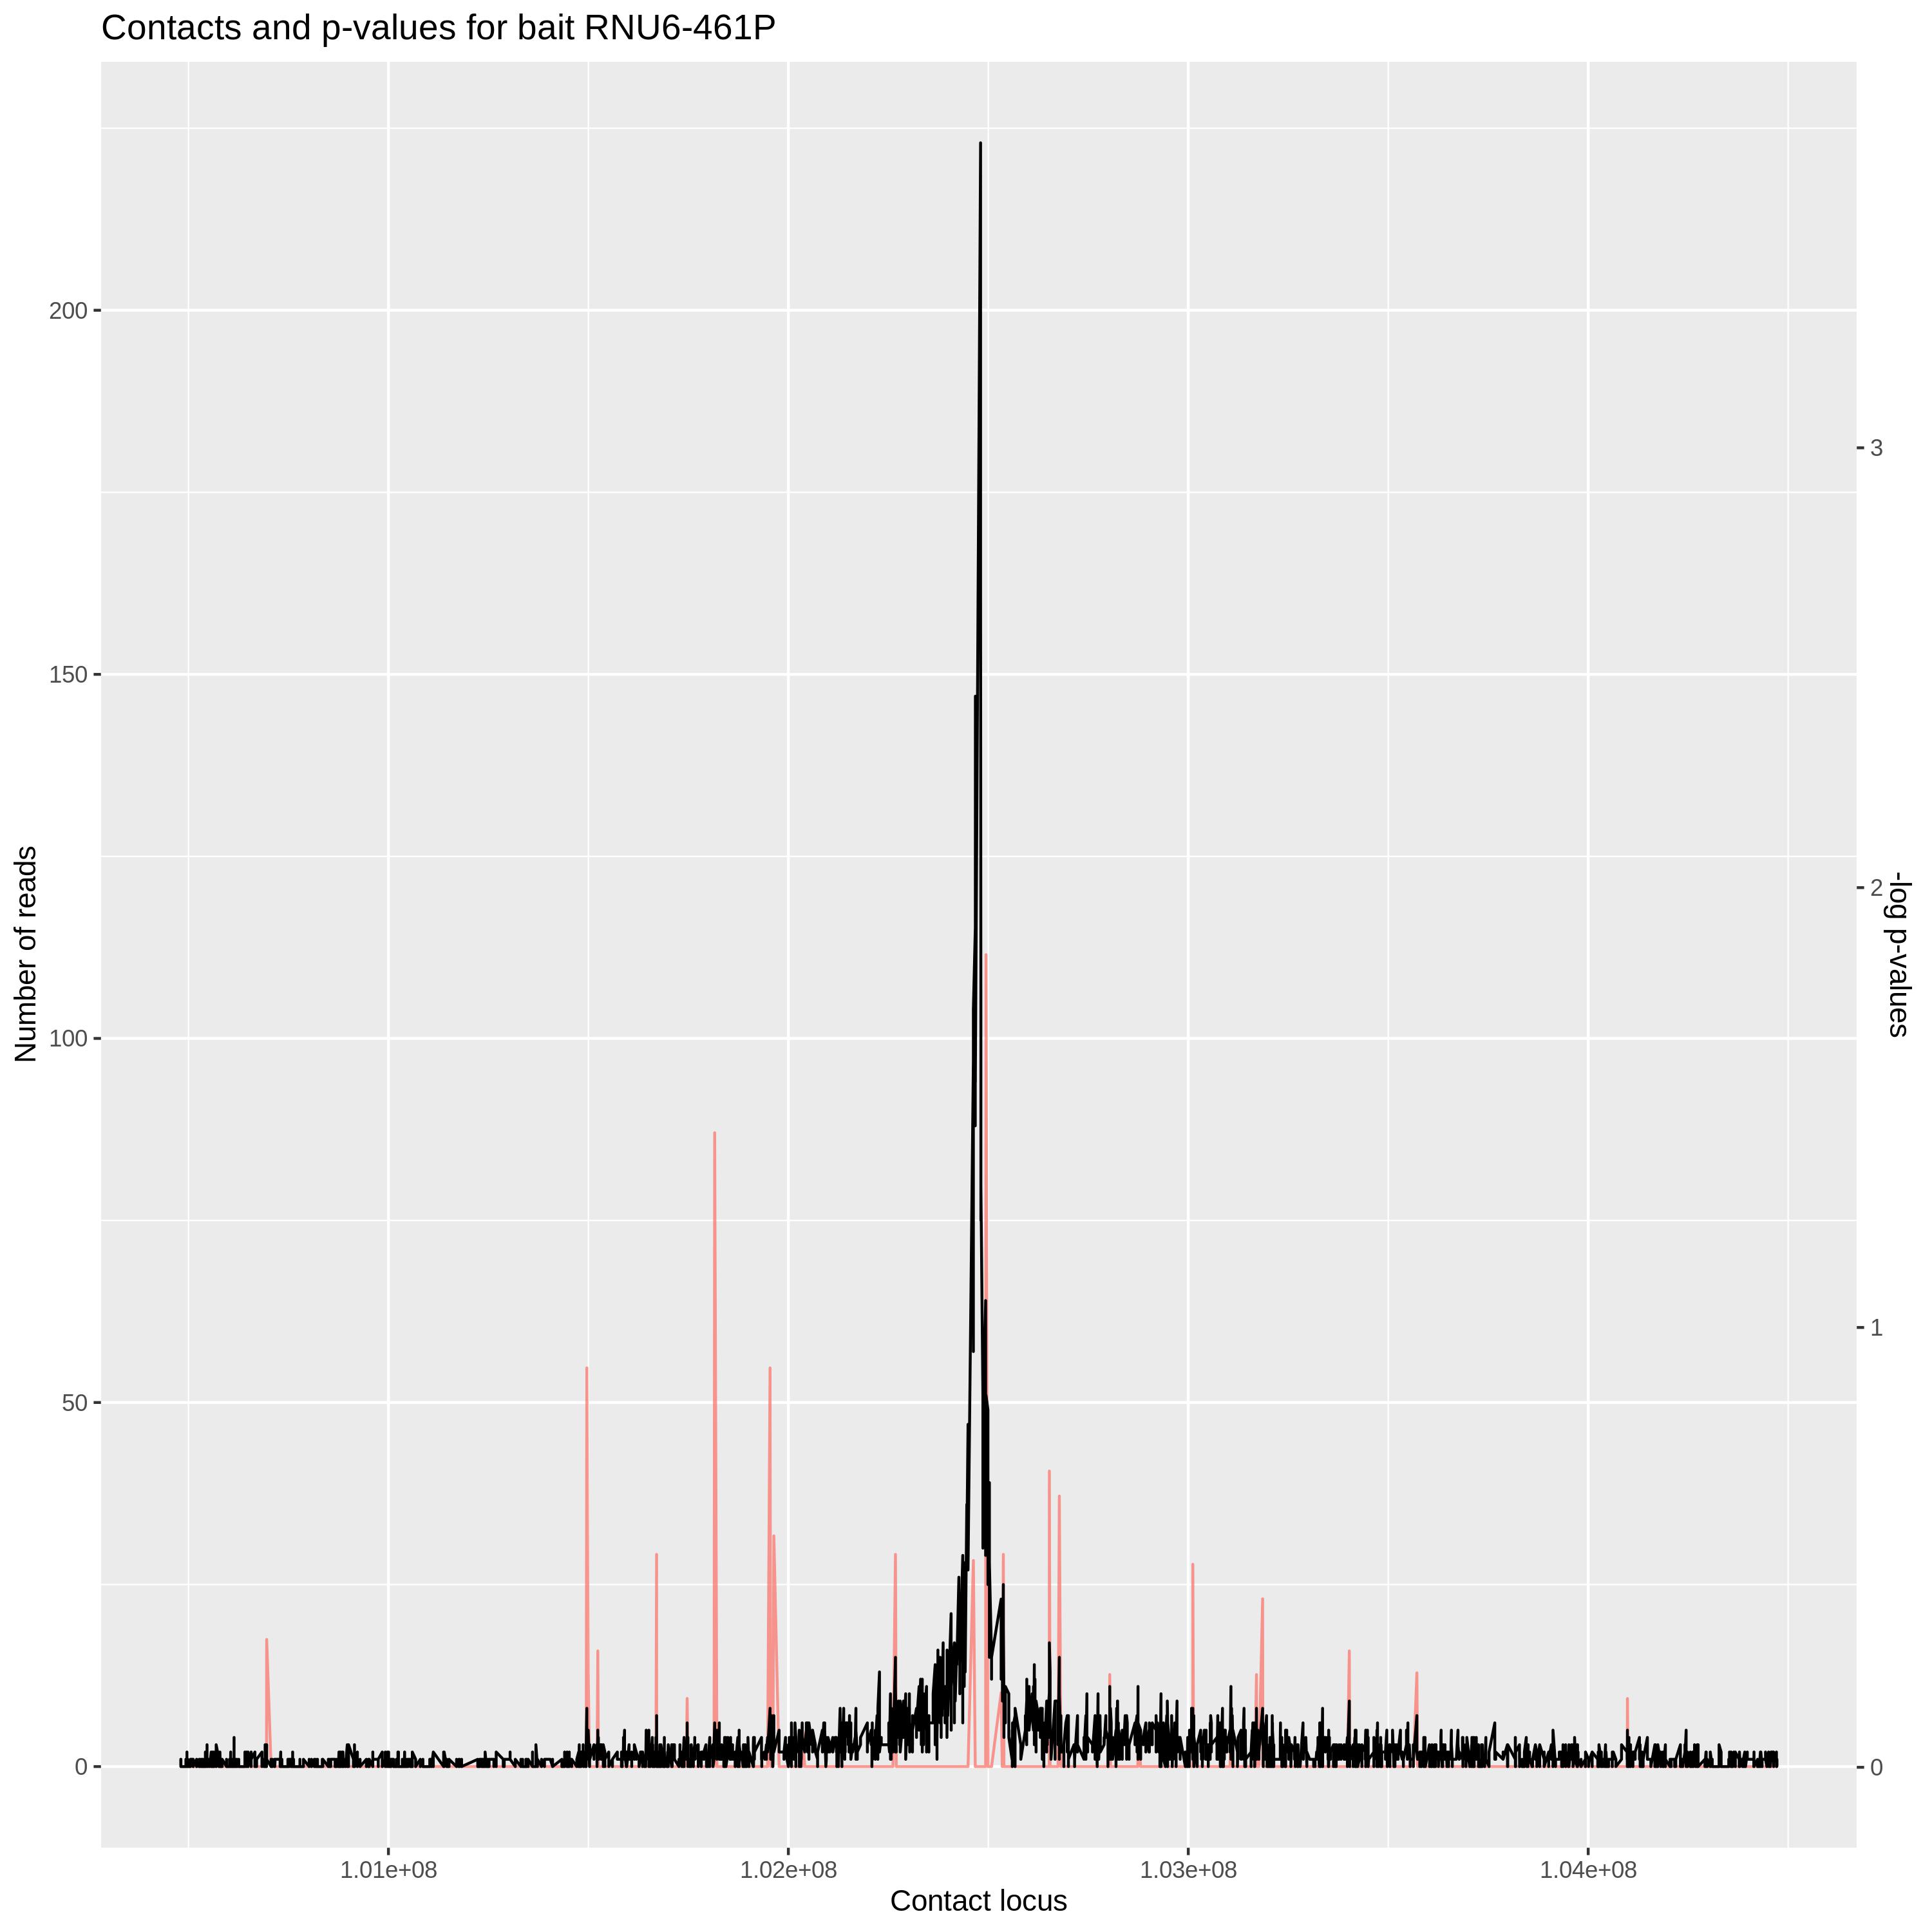 Contacts and p-values for bait RNU6-461P
200
150
100
50
0
Number of reads
3
2
1
0
-log p-values
1.01e+08
1.02e+08
1.03e+08
1.04e+08
Contact locus